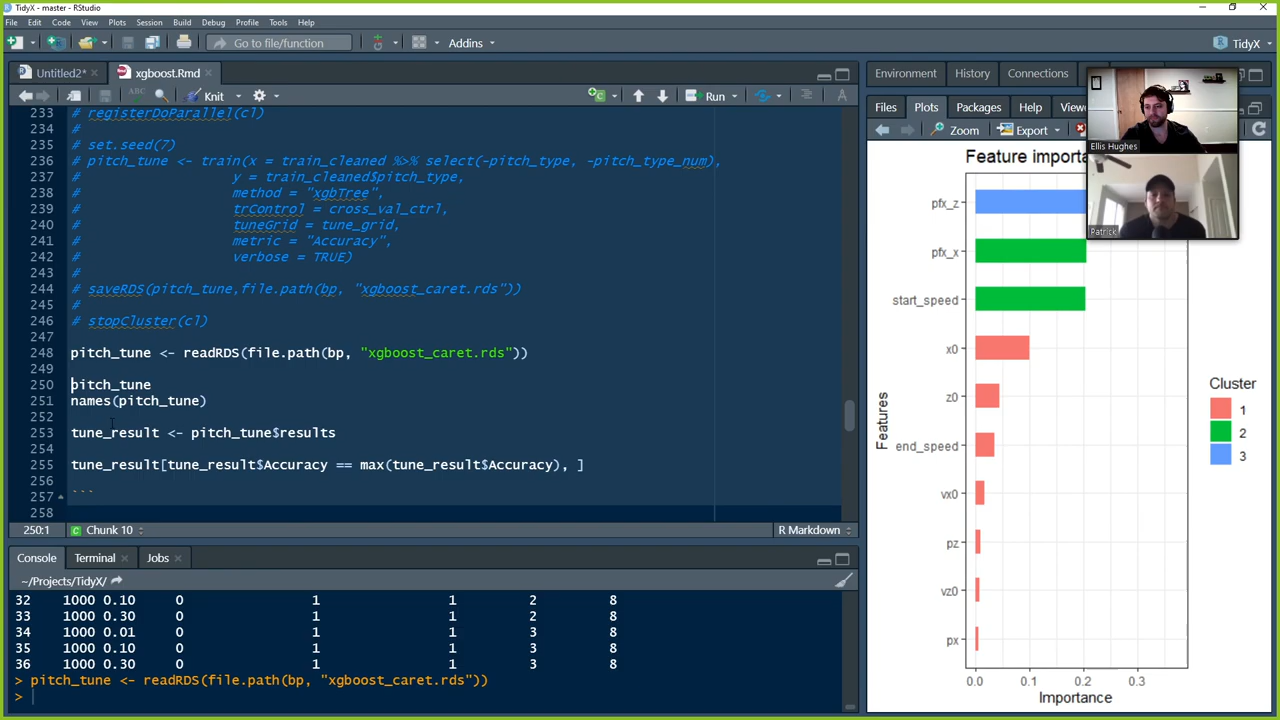 TidyX - master - RStudio
File Edit Code View Plots Session Build Debug Profile Tools Help
Go to file/function Addins TidyX
Untitled2* xgboost.Rmd
Knit Run
233 # registerDoParallel(cl)
234 #
235 # set.seed(7)
236 # pitch_tune <- train(x = train_cleaned %>% select(-pitch_type, -pitch_type_num),
237 # y = train_cleaned$pitch_type,
238 # method = "xgbTree",
239 # trControl = cross_val_ctrl,
240 # tuneGrid = tune_grid,
241 # metric = "Accuracy",
242 # verbose = TRUE)
243 #
244 # saveRDS(pitch_tune,file.path(bp, "xgboost_caret.rds"))
245 #
246 # stopCluster(cl)
247
248 pitch_tune <- readRDS(file.path(bp, "xgboost_caret.rds"))
249
250 pitch_tune
251 names(pitch_tune)
252
253 tune_result <- pitch_tune$results
254
255 tune_result[tune_result$Accuracy == max(tune_result$Accuracy), ]
256
257 ```
258
250:1 Chunk 10 R Markdown
Console Terminal Jobs
~/Projects/TidyX/
32 1000 0.10 0 1 1 2 8
33 1000 0.30 0 1 1 2 8
34 1000 0.01 0 1 1 3 8
35 1000 0.10 0 1 1 3 8
36 1000 0.30 0 1 1 3 8
> pitch_tune <- readRDS(file.path(bp, "xgboost_caret.rds"))
>
Environment History Connections
Files Plots Packages Help View
Zoom Export
Ellis Hughes
Patrick
Feature importa
pfx_z
pfx_x
start_speed
x0
z0
end_speed
vx0
pz
vz0
px
Features
0.0 0.1 0.2 0.3
Importance
Cluster
1
2
3